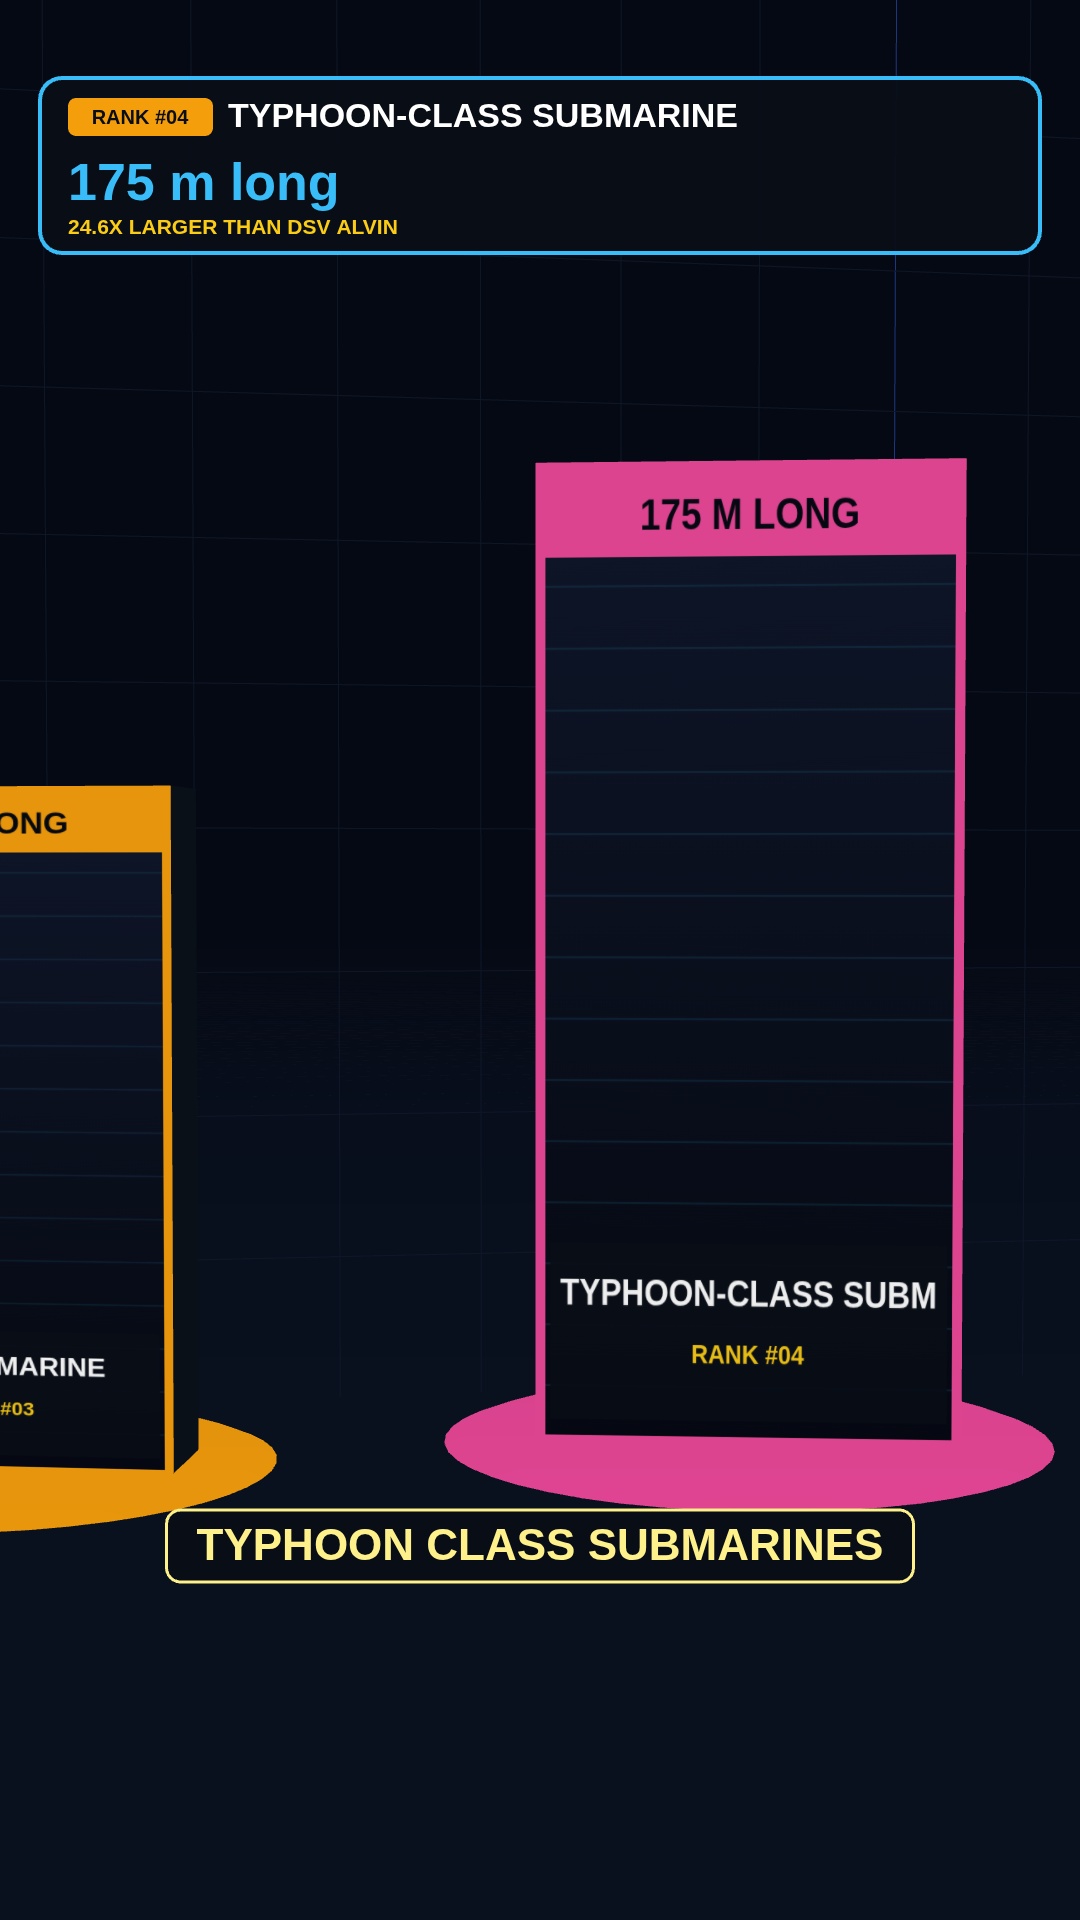 RANK #04
TYPHOON-CLASS SUBMARINE
175 m long
24.6X LARGER THAN DSV ALVIN
175 M LONG
ONG
TYPHOON-CLASS SUBM
RANK #04
MARINE
#03
TYPHOON CLASS SUBMARINES